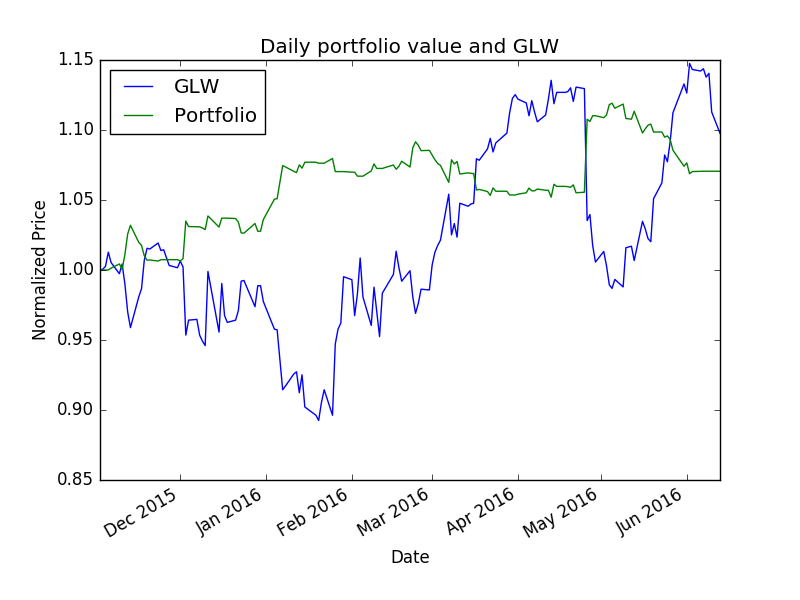 Daily portfolio value and GLW
1.15
1.10
1.05
1.00
0.95
0.90
0.85
Normalized Price
GLW
Portfolio
Dec 2015
Jan 2016
Feb 2016
Mar 2016
Apr 2016
May 2016
Jun 2016
Date